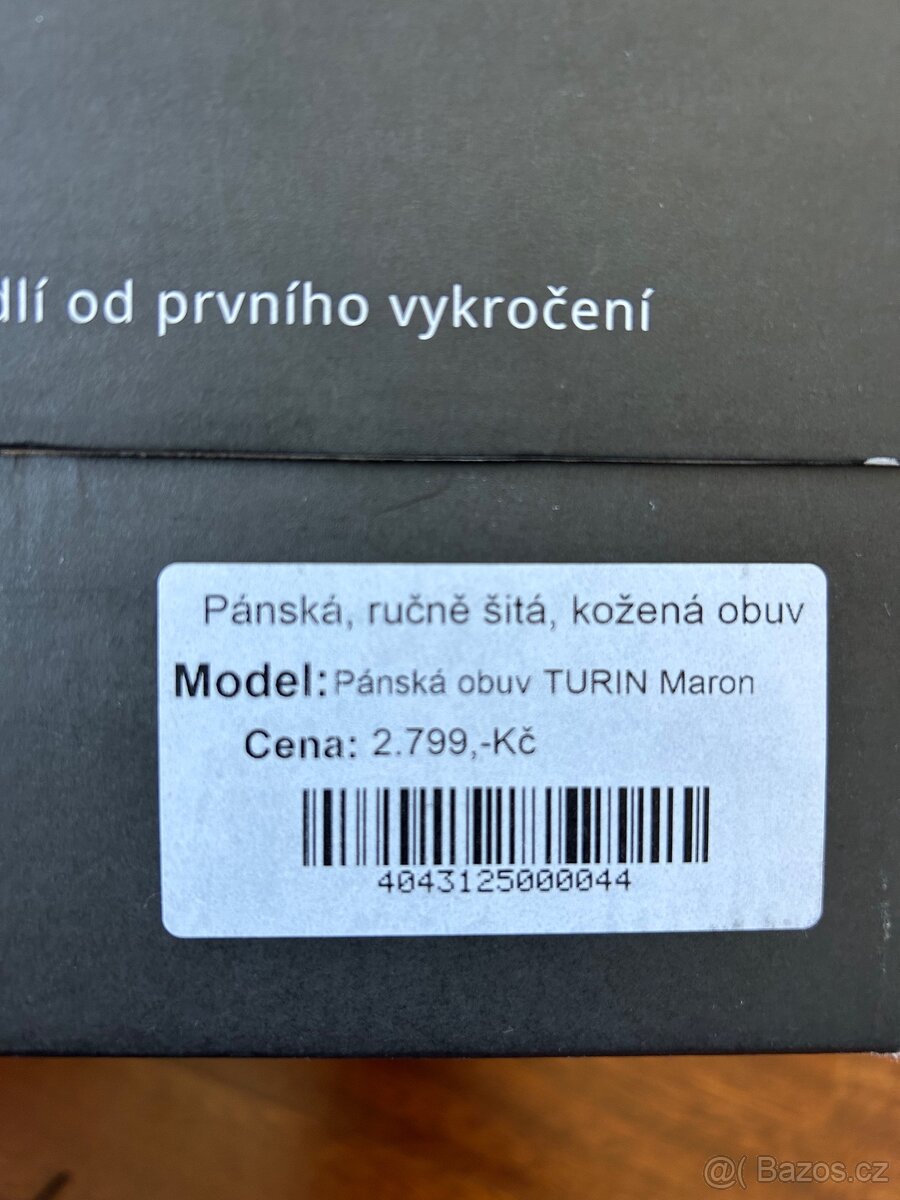 od prvního vykročení
Pánská, ručně šitá, kožená obuv
Model: Pánská obuv TURIN Maron
Cena: 2.799,-Kč
4043125000044
@( Bazos.cz